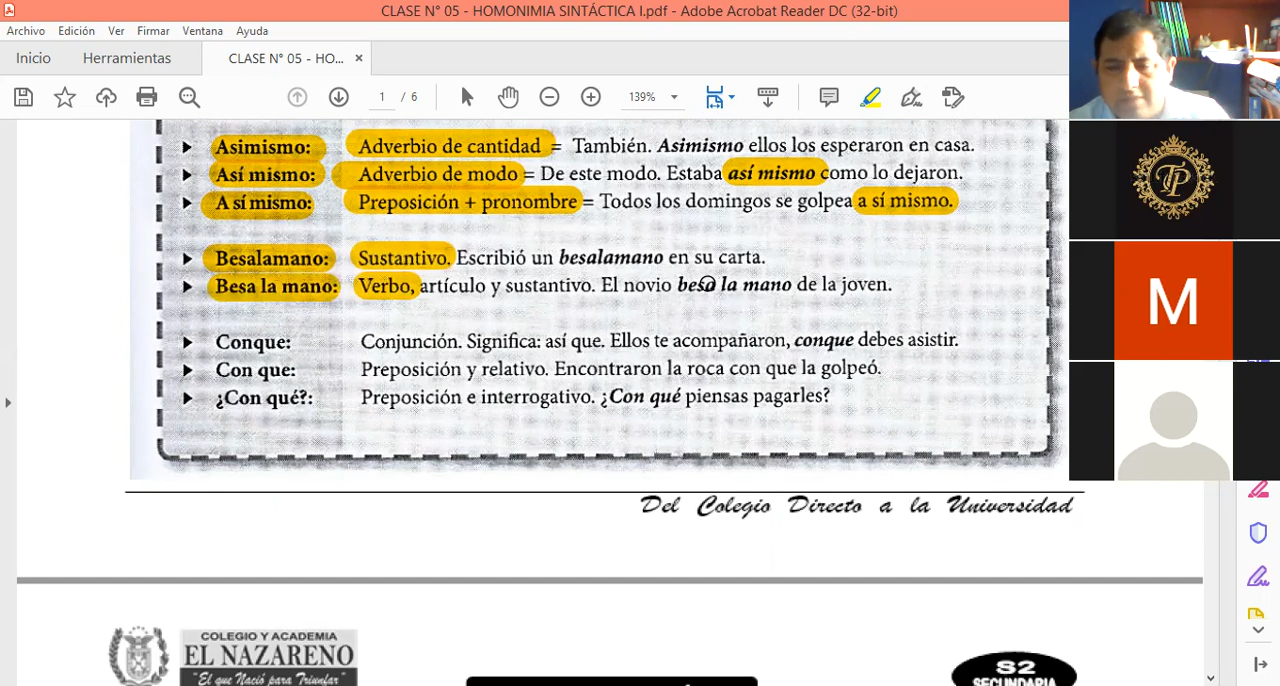 CLASE N° 05 - HOMONIMIA SINTÁCTICA I.pdf - Adobe Acrobat Reader DC (32-bit)
Archivo Edición Ver Firmar Ventana Ayuda
Inicio Herramientas CLASE N° 05 - HO... ×
1 / 6 139%
Asimismo: Adverbio de cantidad = También. Asimismo ellos los esperaron en casa.
Así mismo: Adverbio de modo = De este modo. Estaba así mismo como lo dejaron.
A sí mismo: Preposición + pronombre = Todos los domingos se golpea a sí mismo.
Besalamano: Sustantivo. Escribió un besalamano en su carta.
Besa la mano: Verbo, artículo y sustantivo. El novio besa la mano de la joven.
Conque: Conjunción. Significa: así que. Ellos te acompañaron, conque debes asistir.
Con que: Preposición y relativo. Encontraron la roca con que la golpeó.
¿Con qué?: Preposición e interrogativo. ¿Con qué piensas pagarles?
Del Colegio Directo a la Universidad
COLEGIO Y ACADEMIA
EL NAZARENO
"El que Nació para Triunfar"
S2
SECUNDARIA
TP
M